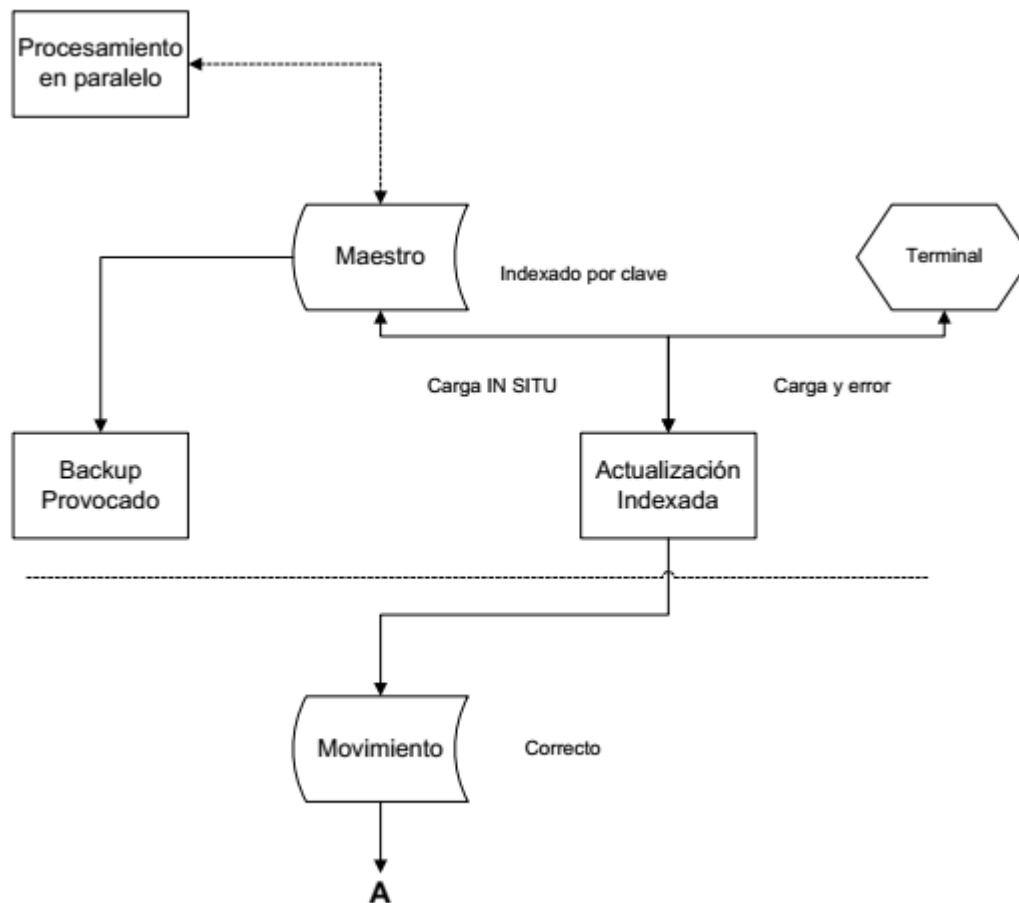 Procesamiento
en paralelo
Maestro
Indexado por clave
Terminal
Carga IN SITU
Carga y error
Backup
Provocado
Actualización
Indexada
Movimiento
Correcto
A